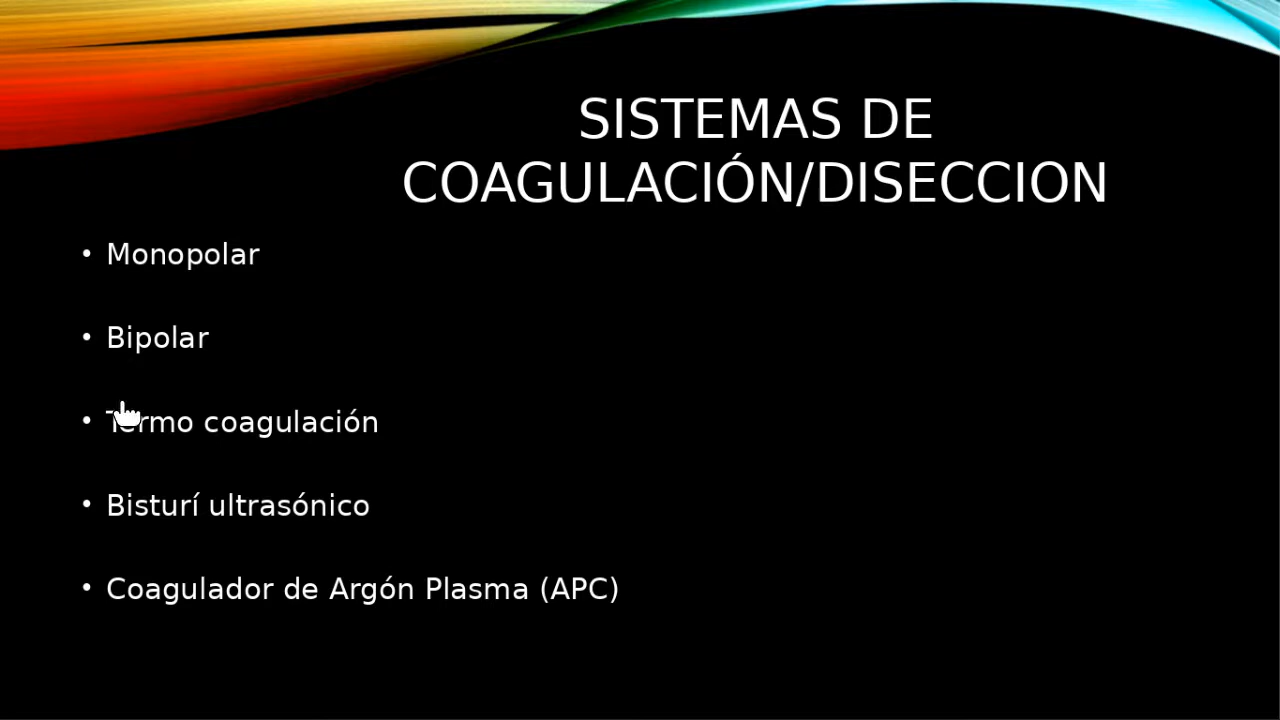 SISTEMAS DE
COAGULACIÓN/DISECCION
• Monopolar
• Bipolar
• Termo coagulación
• Bisturí ultrasónico
• Coagulador de Argón Plasma (APC)